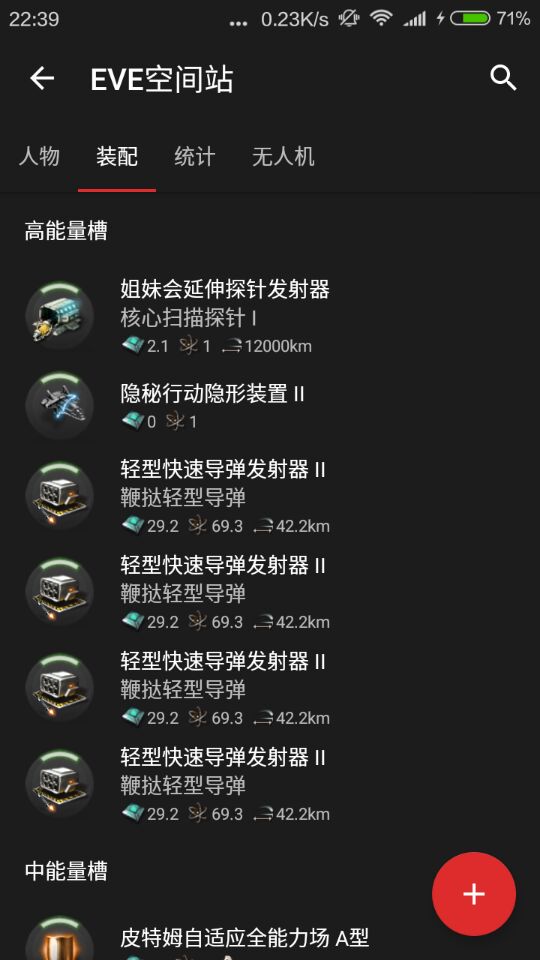 22:39 ... 0.23K/s 71%
EVE空间站
人物 装配 统计 无人机
高能量槽
姐妹会延伸探针发射器
核心扫描探针 I
2.1 1 12000km
隐秘行动隐形装置 II
0 1
轻型快速导弹发射器 II
鞭挞轻型导弹
29.2 69.3 42.2km
轻型快速导弹发射器 II
鞭挞轻型导弹
29.2 69.3 42.2km
轻型快速导弹发射器 II
鞭挞轻型导弹
29.2 69.3 42.2km
轻型快速导弹发射器 II
鞭挞轻型导弹
29.2 69.3 42.2km
中能量槽
皮特姆自适应全能力场 A型